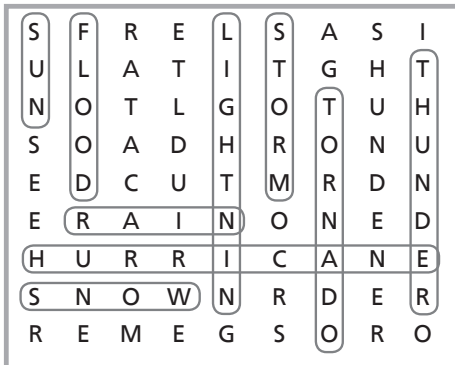 S F R E L S A S I
U L A T I T G H T
N O T L G O T U H
S O A D H R O N U
E D C U T M R D N
E R A I N O N E D
H U R R I C A N E
S N O W N R D E R
R E M E G S O R O